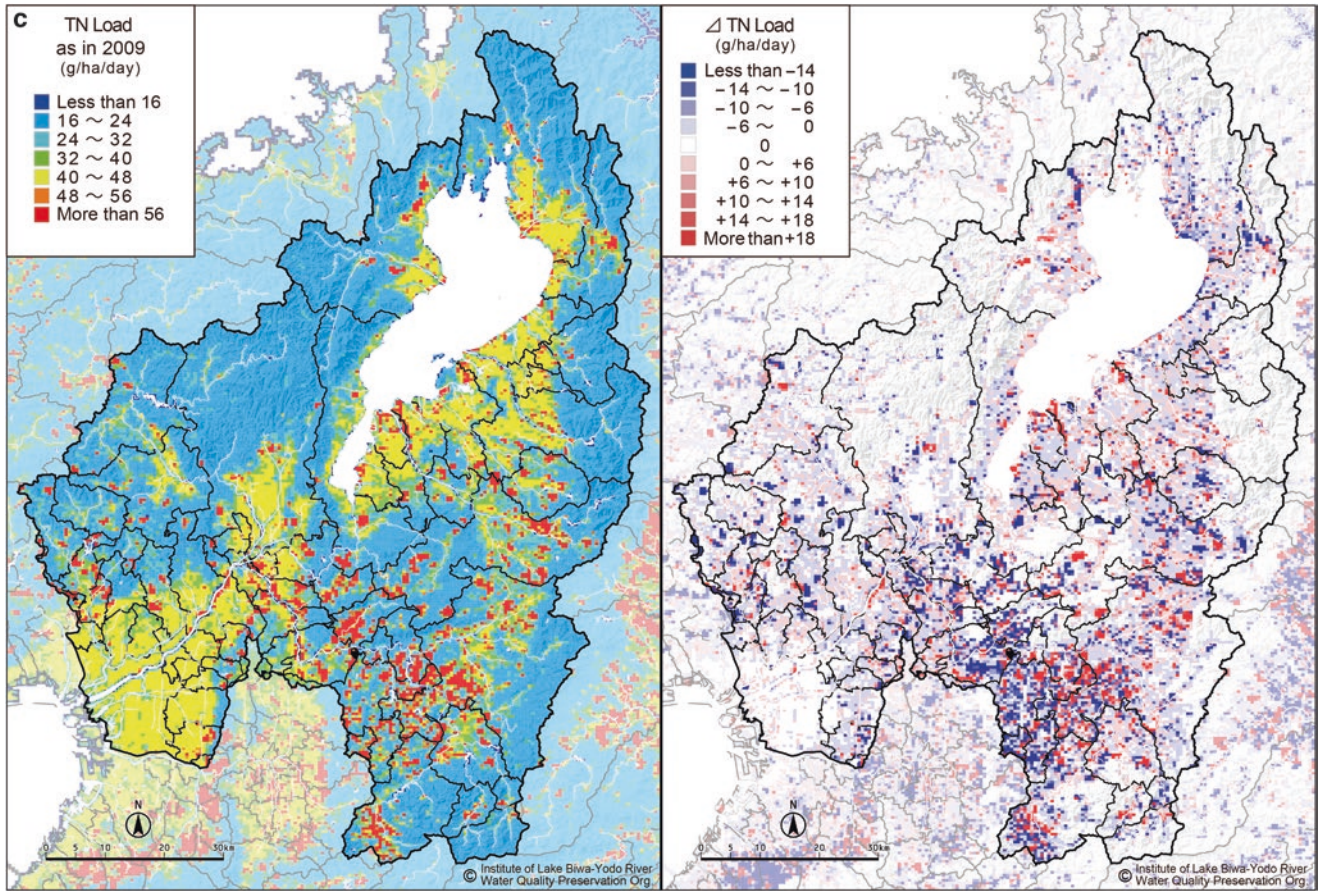 c
TN Load
as in 2009
(g/ha/day)
Less than 16
16 ~ 24
24 ~ 32
32 ~ 40
40 ~ 48
48 ~ 56
More than 56
N
0 5 10 20 30km
© Institute of Lake Biwa-Yodo River
Water Quality Preservation Org.
⊿ TN Load
(g/ha/day)
Less than −14
−14 ~ −10
−10 ~ −6
−6 ~ 0
0
0 ~ +6
+6 ~ +10
+10 ~ +14
+14 ~ +18
More than +18
N
0 5 10 20 30km
© Institute of Lake Biwa-Yodo River
Water Quality Preservation Org.